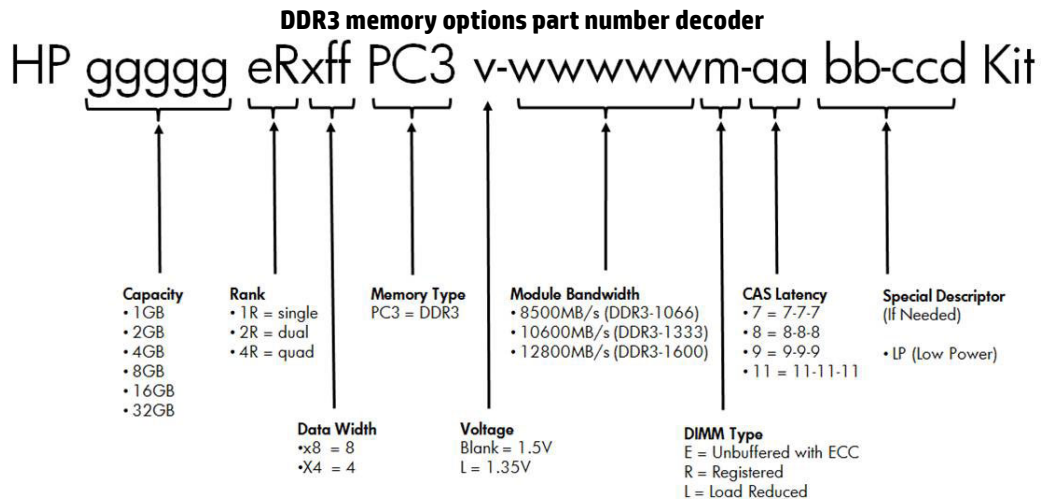 DDR3 memory options part number decoder
HP ggggg eRxff PC3 v-wwwwwm-aa bb-ccd Kit
Capacity
• 1GB
• 2GB
• 4GB
• 8GB
• 16GB
• 32GB
Rank
• 1R = single
• 2R = dual
• 4R = quad
Memory Type
PC3 = DDR3
Module Bandwidth
• 8500MB/s (DDR3-1066)
• 10600MB/s (DDR3-1333)
• 12800MB/s (DDR3-1600)
CAS Latency
• 7 = 7-7-7
• 8 = 8-8-8
• 9 = 9-9-9
• 11 = 11-11-11
Special Descriptor
(If Needed)
• LP (Low Power)
Data Width
•x8 = 8
•X4 = 4
Voltage
Blank = 1.5V
L = 1.35V
DIMM Type
E = Unbuffered with ECC
R = Registered
L = Load Reduced